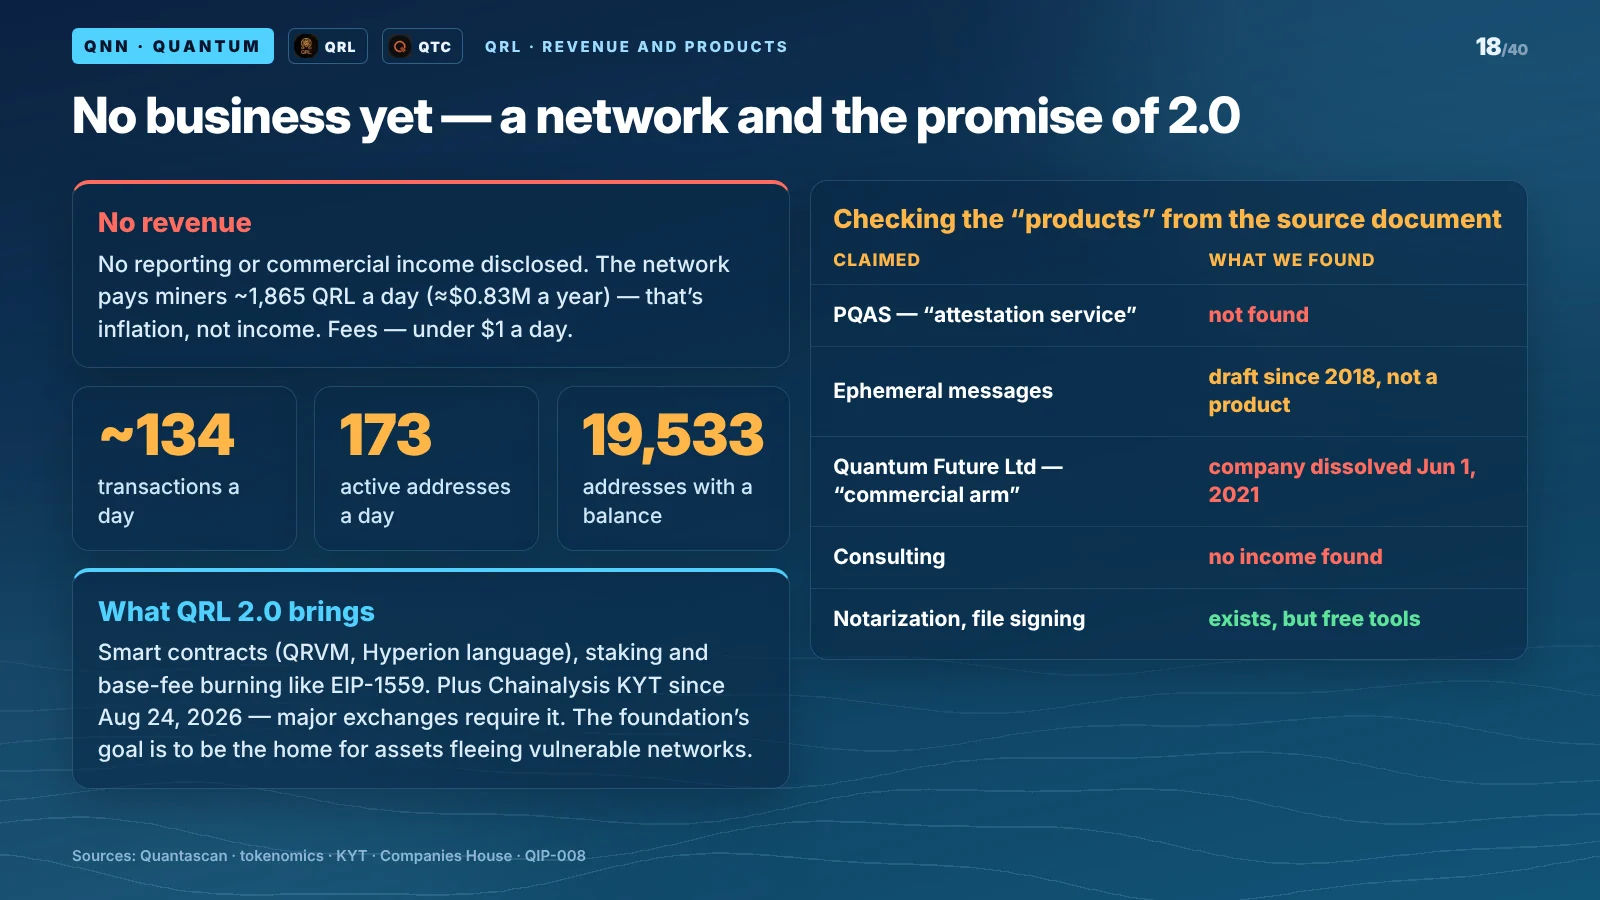 QNN · QUANTUM
QRL
QTC
QRL · REVENUE AND PRODUCTS
18/40
No business yet — a network and the promise of 2.0
No revenue
No reporting or commercial income disclosed. The network
pays miners ~1,865 QRL a day (≈$0.83M a year) — that’s
inflation, not income. Fees — under $1 a day.
~134
transactions a
day
173
active addresses
a day
19,533
addresses with a
balance
What QRL 2.0 brings
Smart contracts (QRVM, Hyperion language), staking and
base-fee burning like EIP-1559. Plus Chainalysis KYT since
Aug 24, 2026 — major exchanges require it. The foundation’s
goal is to be the home for assets fleeing vulnerable networks.
Checking the “products” from the source document
CLAIMED
WHAT WE FOUND
PQAS — “attestation service”
not found
Ephemeral messages
draft since 2018, not a
product
Quantum Future Ltd —
“commercial arm”
company dissolved Jun 1,
2021
Consulting
no income found
Notarization, file signing
exists, but free tools
Sources: Quantascan · tokenomics · KYT · Companies House · QIP-008